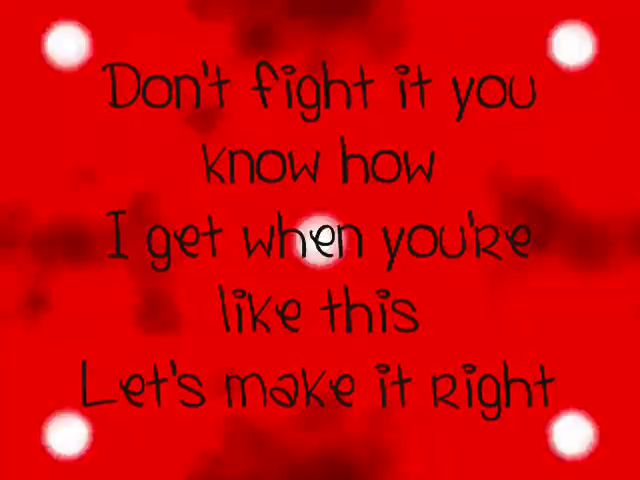 Don't fight it you
know how
I get when you're
like this
Let's make it right